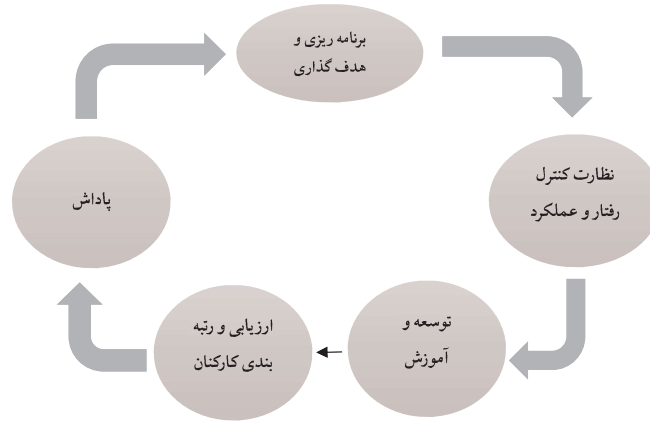 برنامه ریزی و
هدف گذاری
نظارت کنترل
رفتار و عملکرد
توسعه و
آموزش
ارزیابی و رتبه
بندی کارکنان
پاداش